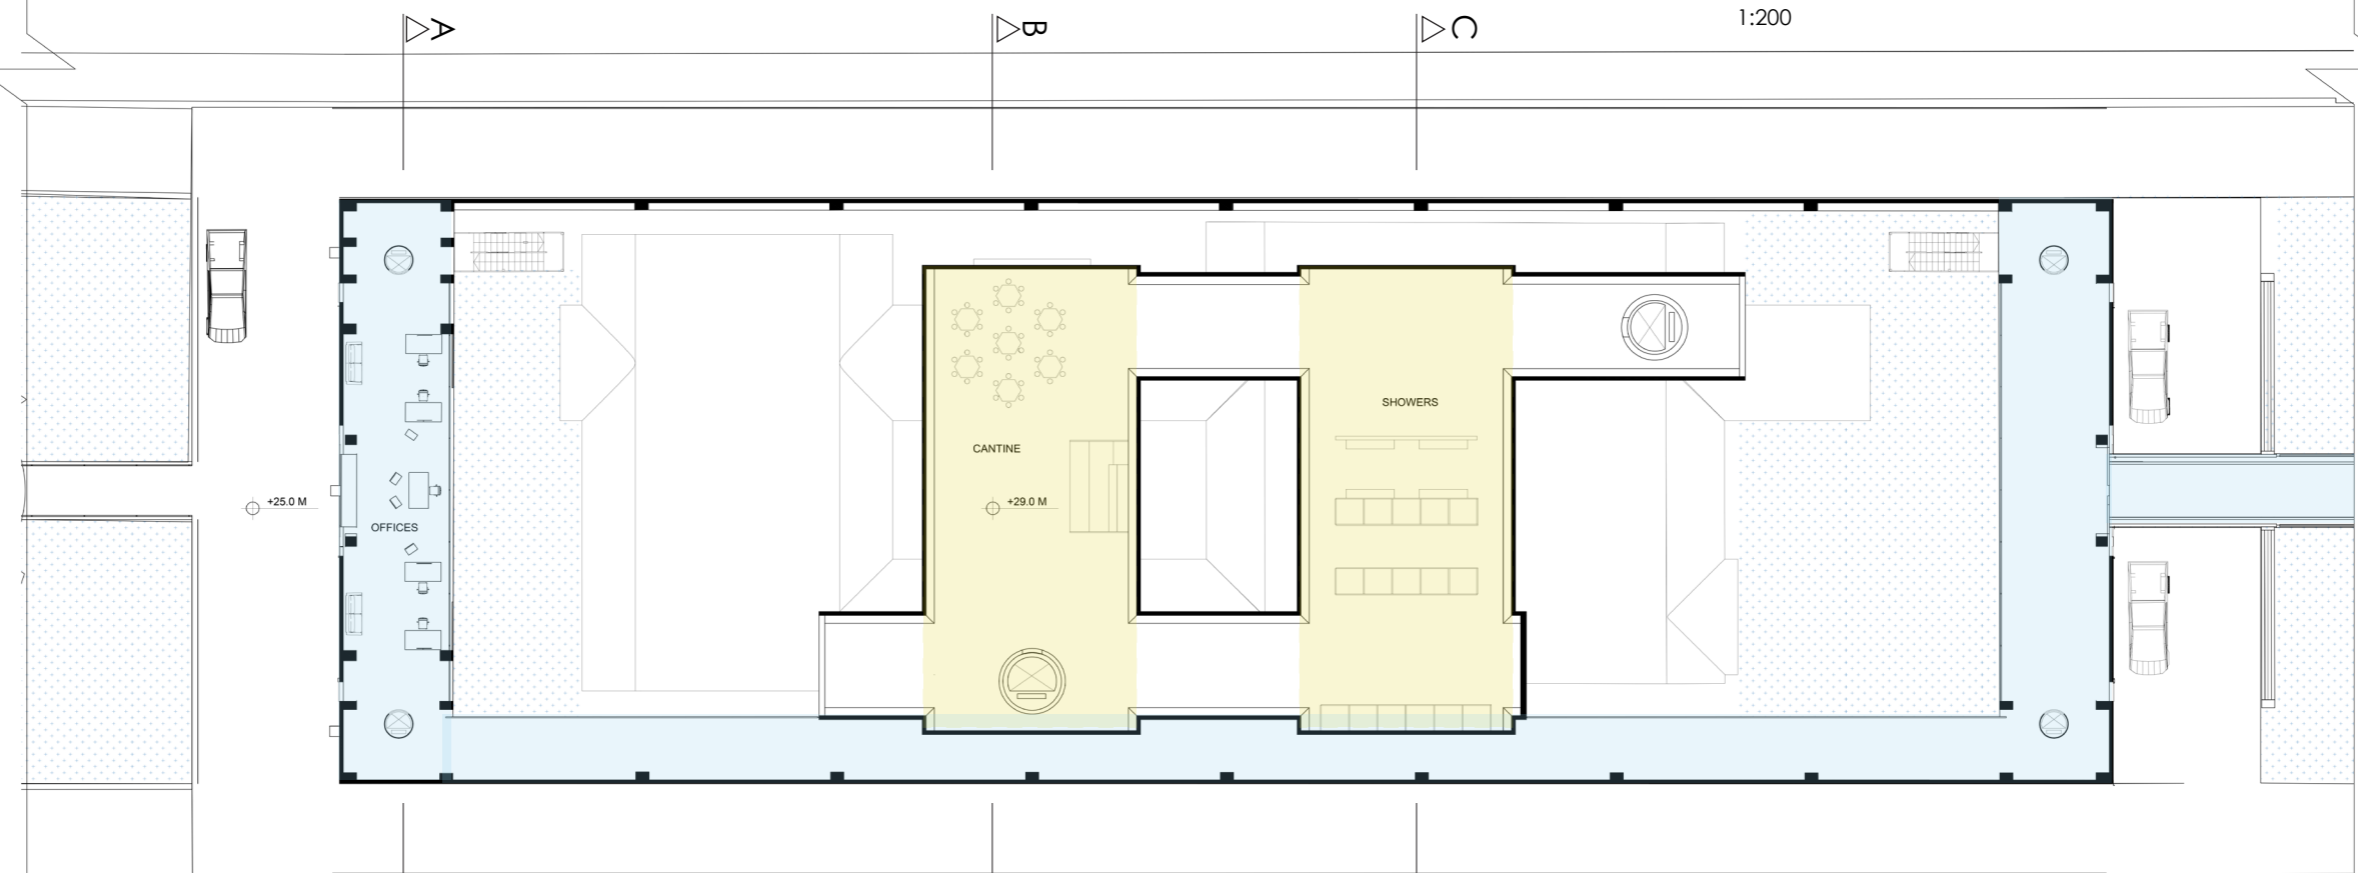 1:200
A
B
C
SHOWERS
CANTINE
+25.0 M
+29.0 M
OFFICES